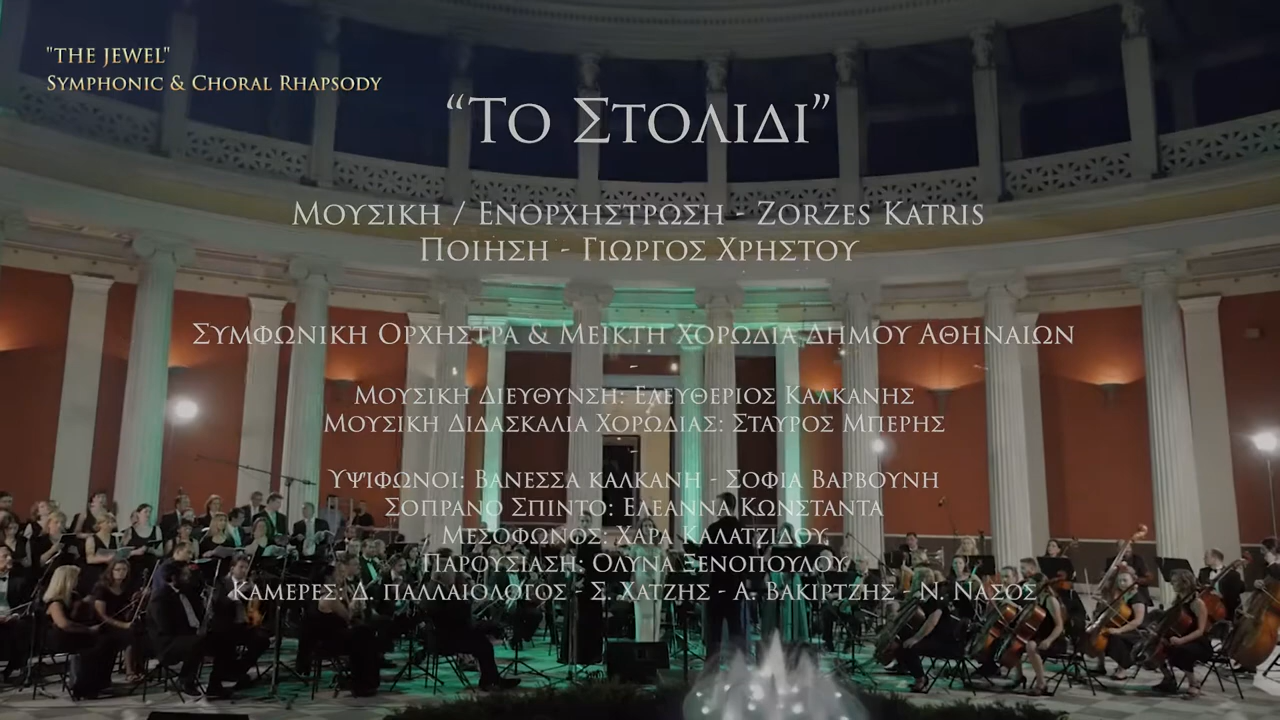 "THE JEWEL"
SYMPHONIC & CHORAL RHAPSODY
“ΤΟ ΣΤΟΛΙΔΙ”
ΜΟΥΣΙΚΗ / ΕΝΟΡΧΗΣΤΡΩΣΗ - ZORZES KATRIS
ΠΟΙΗΣΗ - ΓΙΩΡΓΟΣ ΧΡΗΣΤΟΥ
ΣΥΜΦΩΝΙΚΗ ΟΡΧΗΣΤΡΑ & ΜΕΙΚΤΗ ΧΟΡΩΔΙΑ ΔΗΜΟΥ ΑΘΗΝΑΙΩΝ
ΜΟΥΣΙΚΗ ΔΙΕΥΘΥΝΣΗ: ΕΛΕΥΘΕΡΙΟΣ ΚΑΛΚΑΝΗΣ
ΜΟΥΣΙΚΗ ΔΙΔΑΣΚΑΛΙΑ ΧΟΡΩΔΙΑΣ: ΣΤΑΥΡΟΣ ΜΠΕΡΗΣ
ΥΨΙΦΩΝΟΙ: ΒΑΝΕΣΣΑ ΚΑΛΚΑΝΗ - ΣΟΦΙΑ ΒΑΡΒΟΥΝΗ
ΣΟΠΡΑΝΟ ΣΠΙΝΤΟ: ΕΛΕΑΝΝΑ ΚΩΝΣΤΑΝΤΑ
ΜΕΣΟΦΩΝΟΣ: ΧΑΡΑ ΚΑΛΑΤΖΙΔΟΥ
ΠΑΡΟΥΣΙΑΣΗ: ΟΛΥΝΑ ΞΕΝΟΠΟΥΛΟΥ
ΚΑΜΕΡΕΣ: Δ. ΠΑΛΛΑΙΟΛΟΓΟΣ - Σ. ΧΑΤΖΗΣ - Α. ΒΑΚΙΡΤΖΗΣ - Ν. ΝΑΣΟΣ